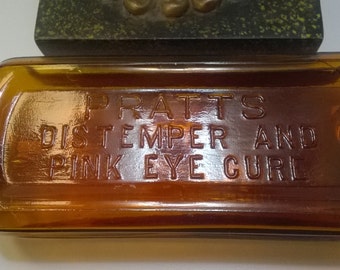 PRATTS
DISTEMPER AND
PINK EYE CURE